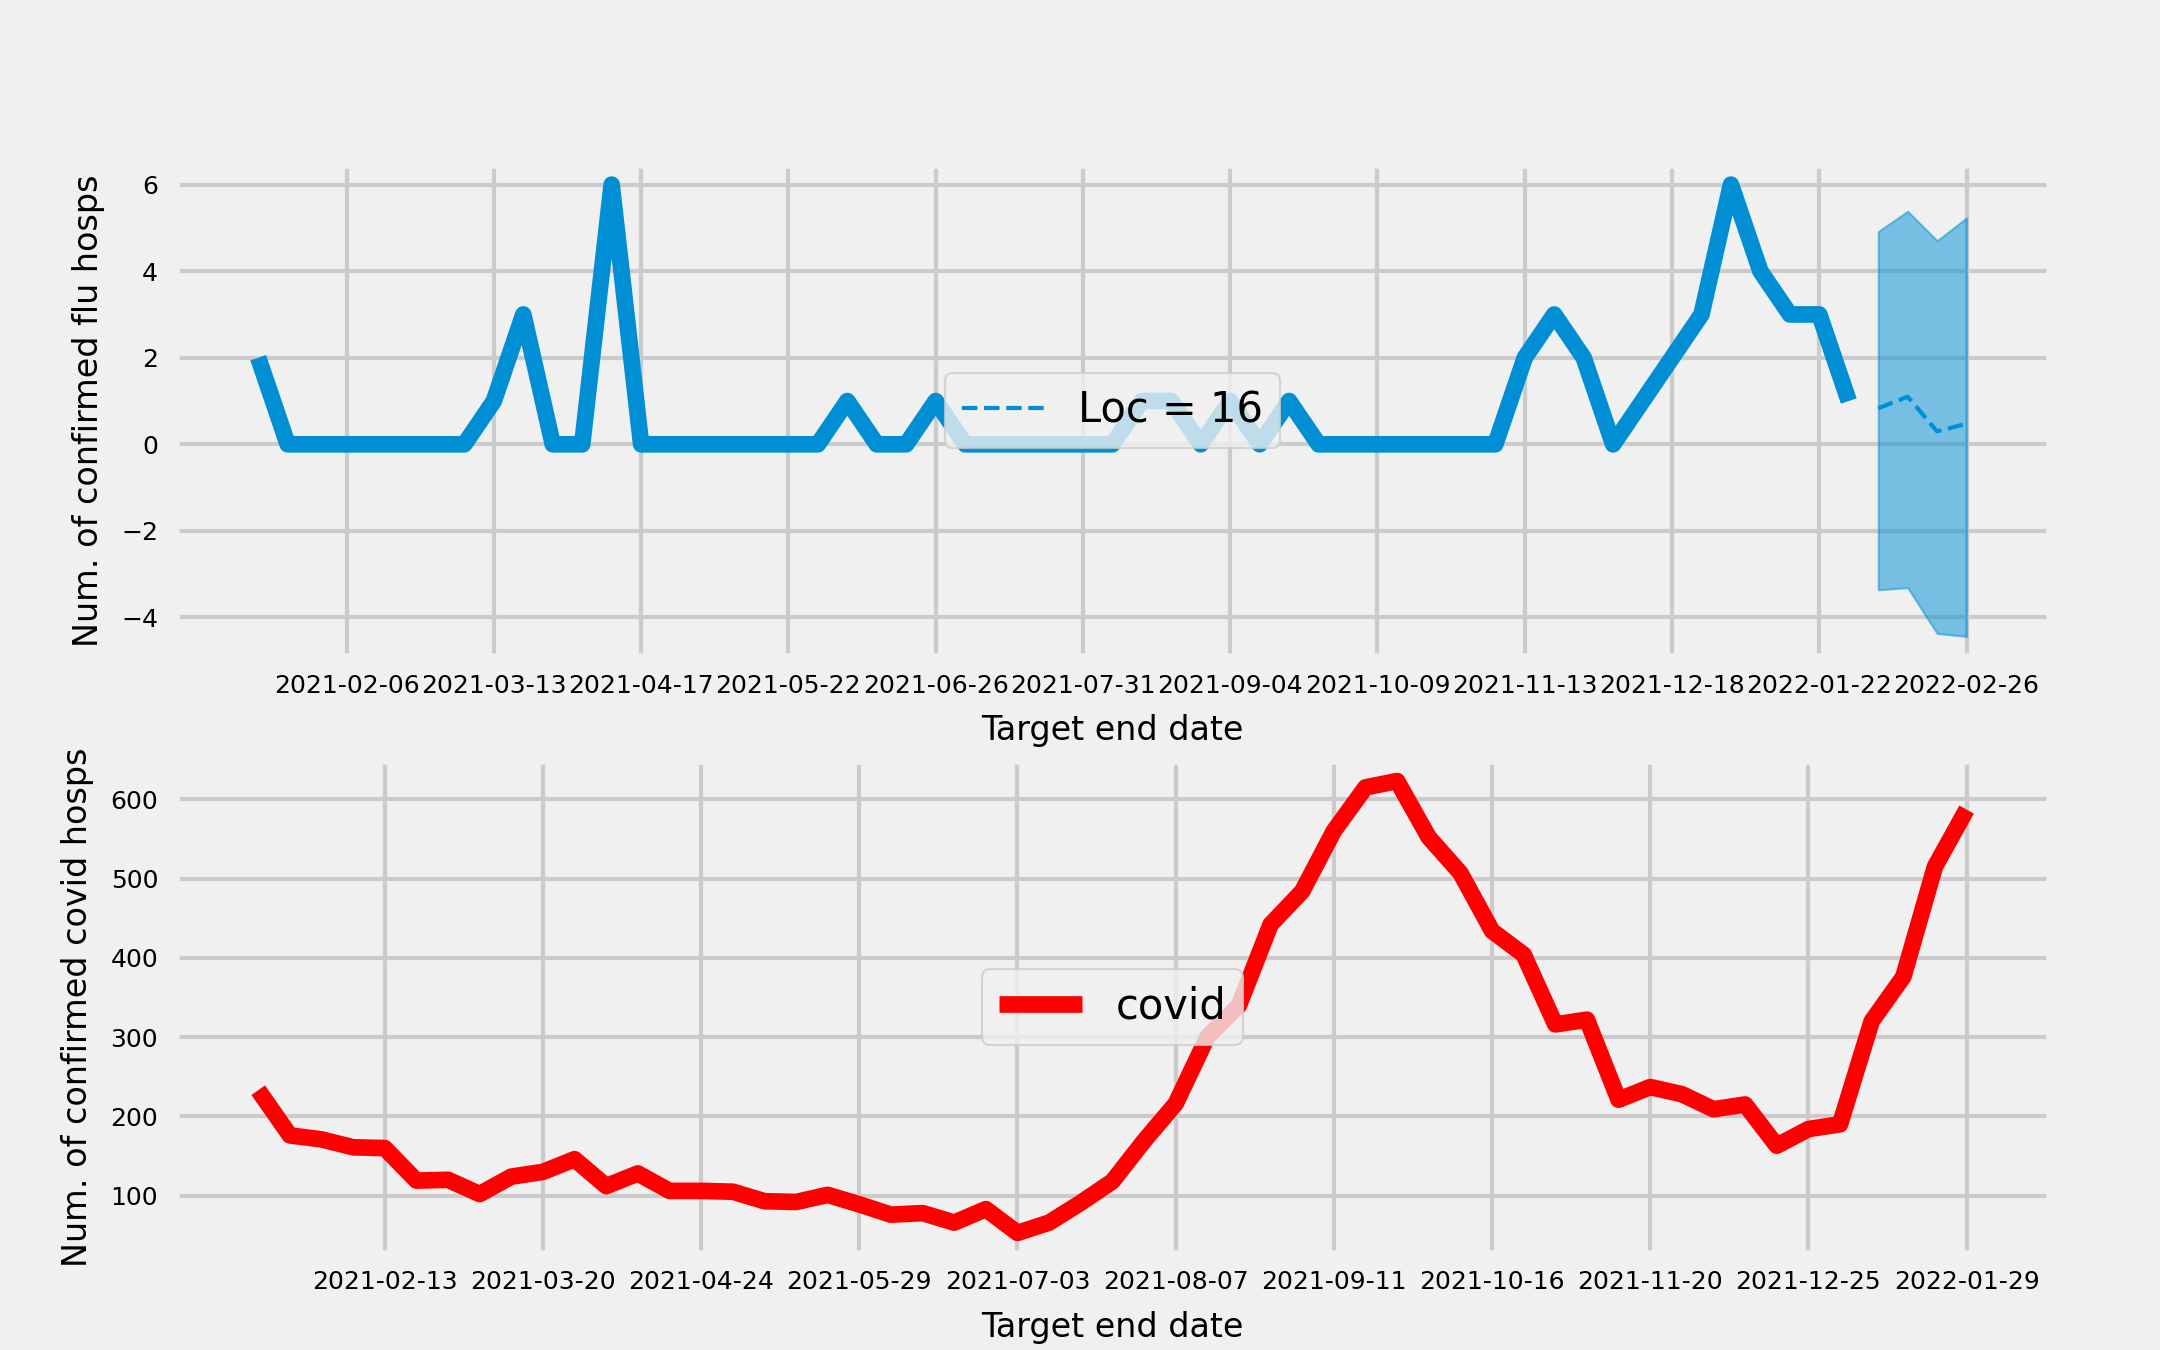 Num. of confirmed flu hosps
6
4
2
0
−2
−4
Loc = 16
2021-02-06 2021-03-13 2021-04-17 2021-05-22 2021-06-26 2021-07-31 2021-09-04 2021-10-09 2021-11-13 2021-12-18 2022-01-22 2022-02-26
Target end date
Num. of confirmed covid hosps
600
500
400
300
200
100
covid
2021-02-13 2021-03-20 2021-04-24 2021-05-29 2021-07-03 2021-08-07 2021-09-11 2021-10-16 2021-11-20 2021-12-25 2022-01-29
Target end date